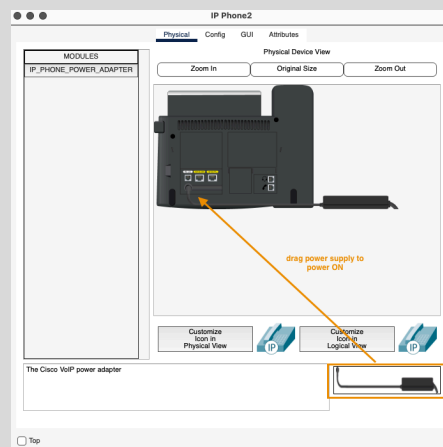 IP Phone2
Physical Config GUI Attributes
MODULES
IP_PHONE_POWER_ADAPTER
Physical Device View
Zoom In
Original Size
Zoom Out
drag power supply to
power ON
Customize
Icon in
Physical View
IP
Customize
Icon in
Logical View
IP
The Cisco VoIP power adapter
Top